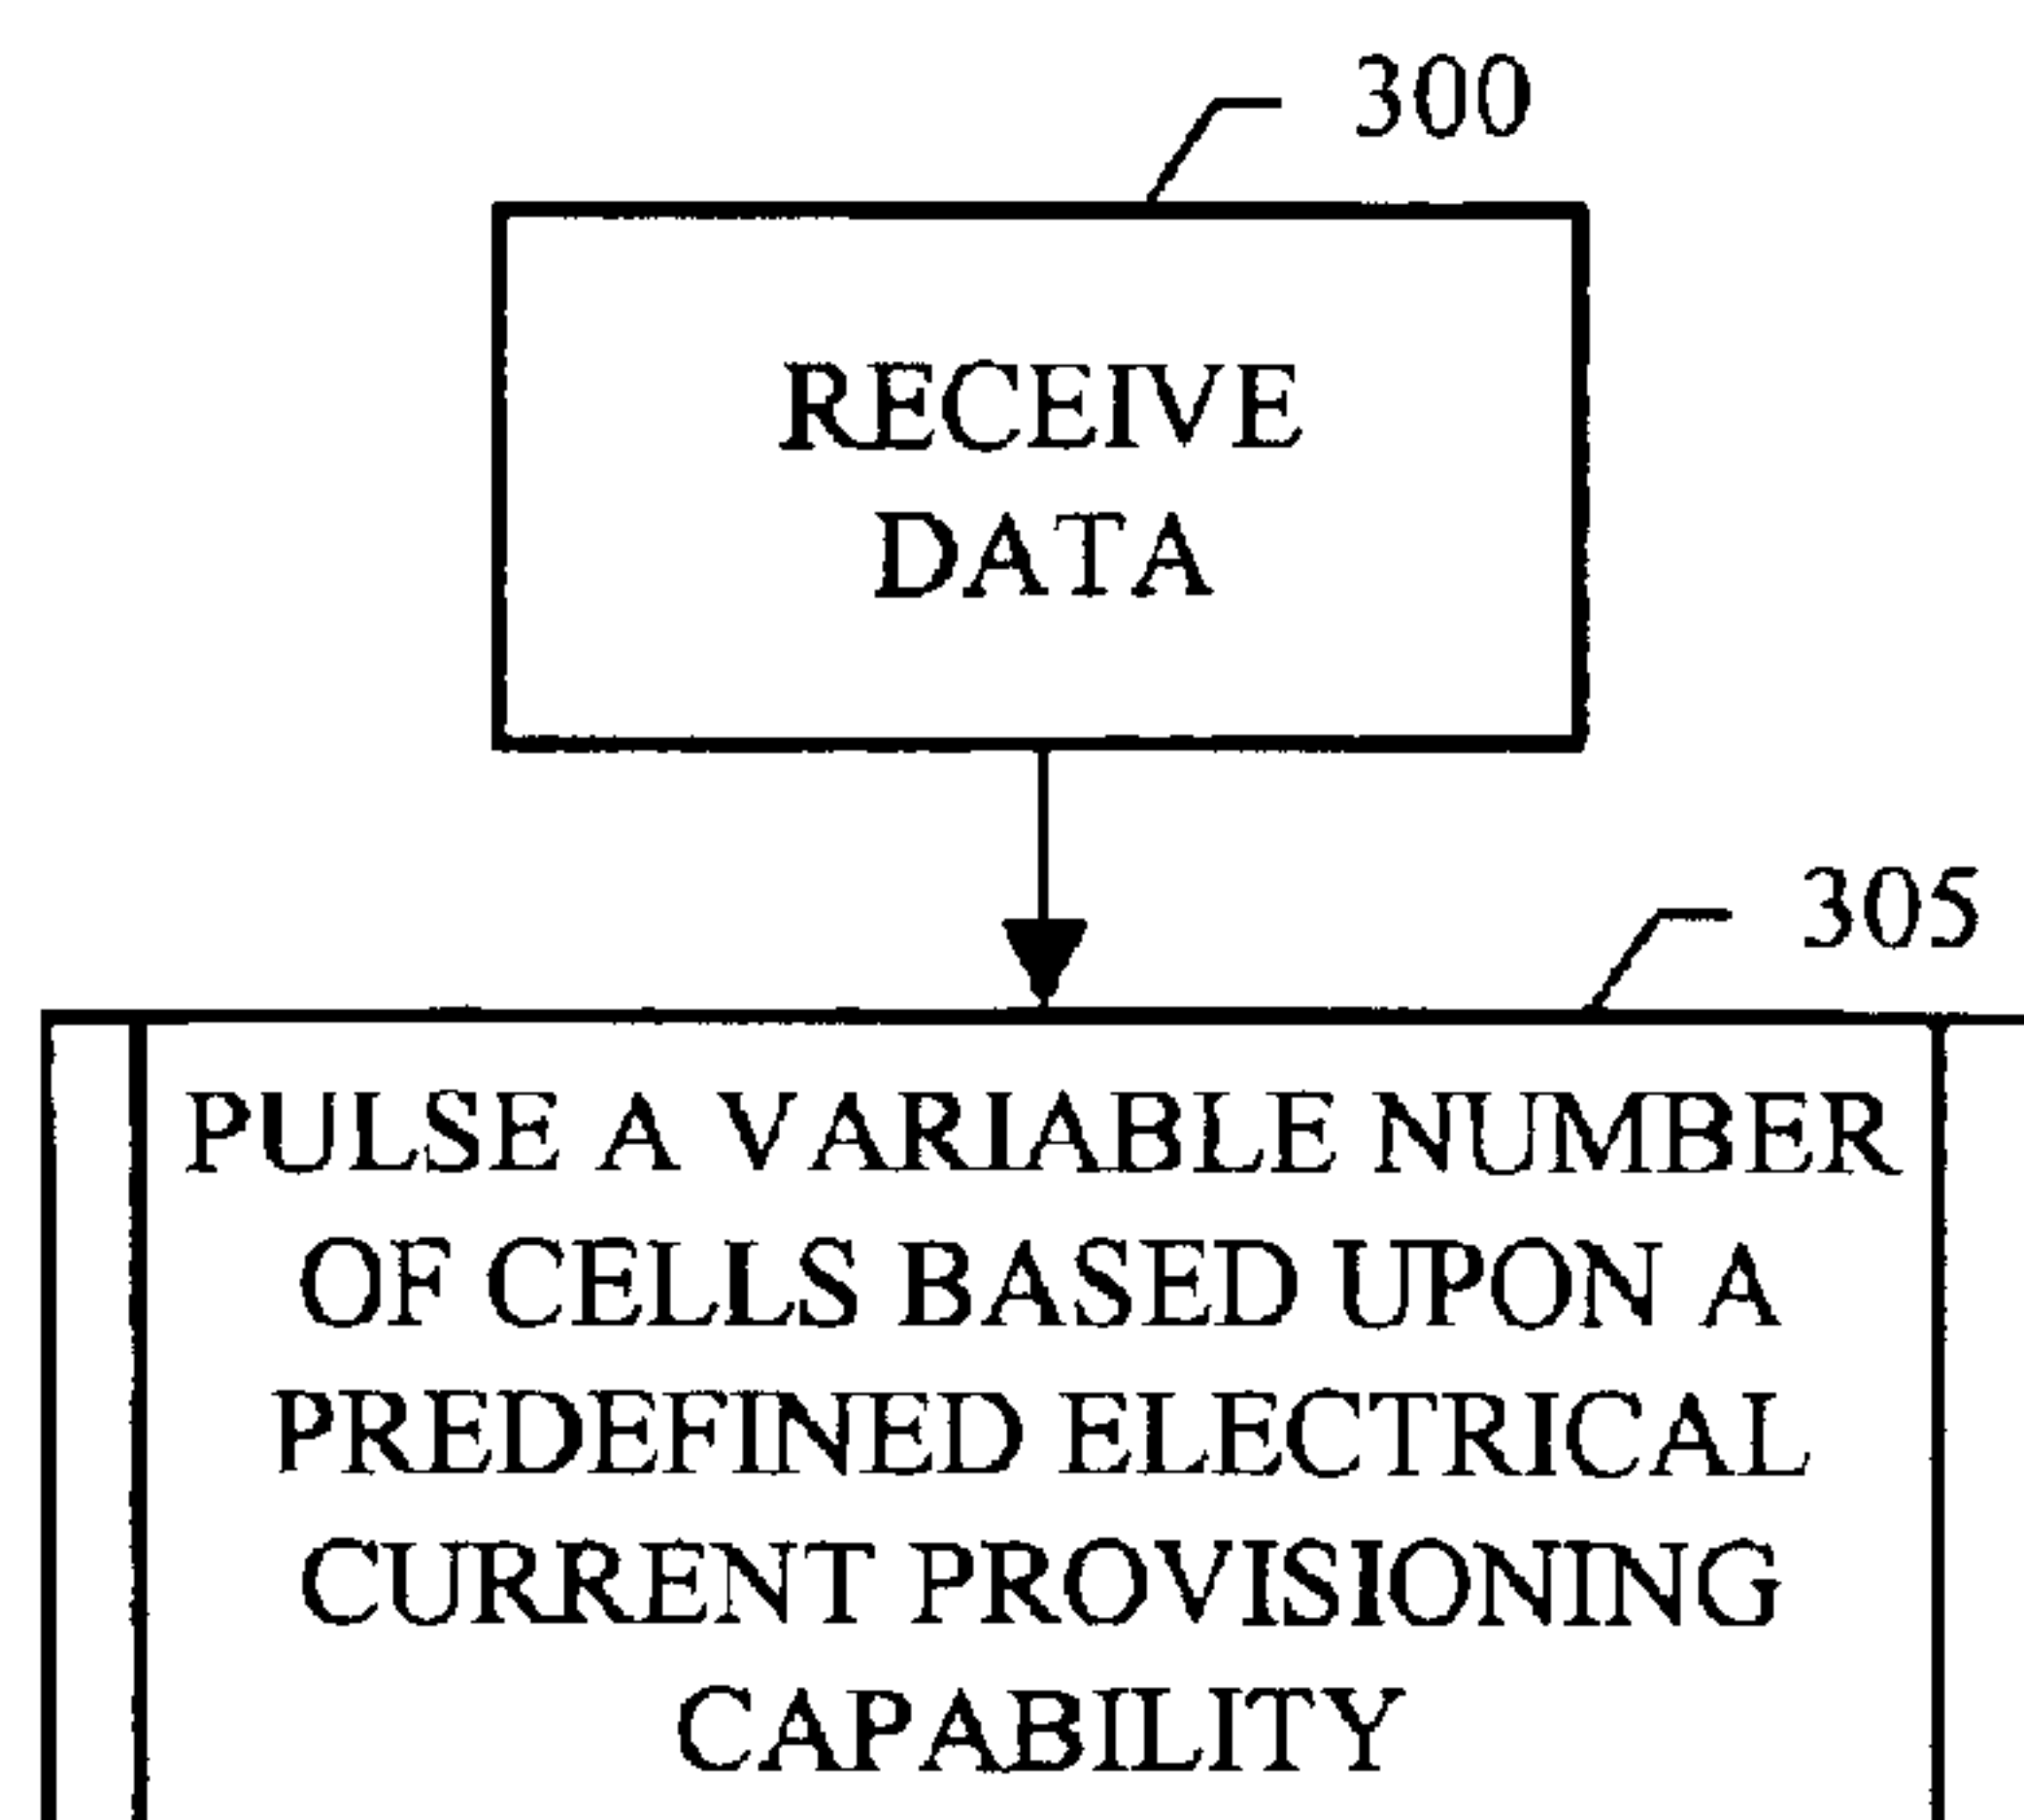 300
RECEIVE
DATA
305
PULSE A VARIABLE NUMBER
OF CELLS BASED UPON A
PREDEFINED ELECTRICAL
CURRENT PROVISIONING
CAPABILITY